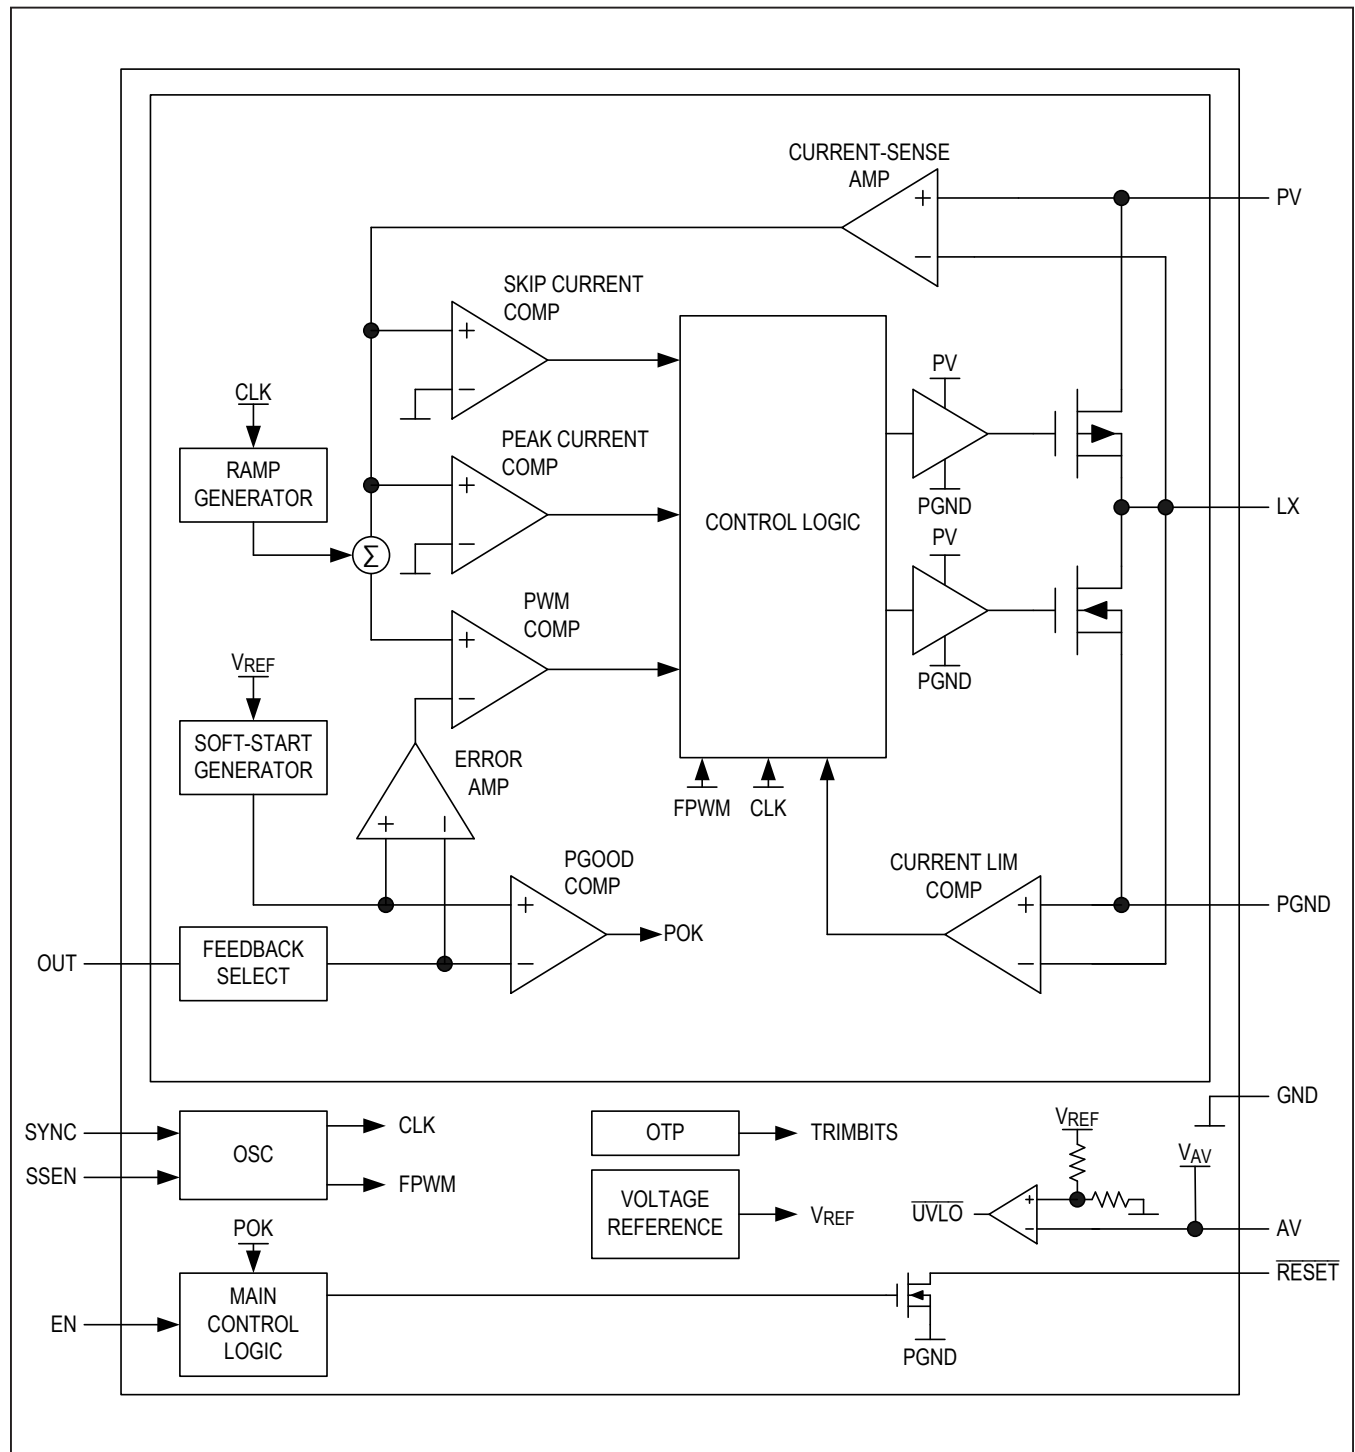 CURRENT-SENSE
AMP
+
−
PV
SKIP CURRENT
COMP
+
−
CLK
RAMP
GENERATOR
PEAK CURRENT
COMP
+
−
Σ
CONTROL LOGIC
PV
PGND
LX
PV
PGND
PWM
COMP
+
−
VREF
SOFT-START
GENERATOR
ERROR
AMP
+
−
FPWM
CLK
PGOOD
COMP
+
−
POK
CURRENT LIM
COMP
+
−
PGND
OUT
FEEDBACK
SELECT
GND
SYNC
SSEN
OSC
CLK
FPWM
OTP
TRIMBITS
VOLTAGE
REFERENCE
VREF
VREF
VAV
UVLO
+
−
AV
POK
RESET
EN
MAIN
CONTROL
LOGIC
PGND